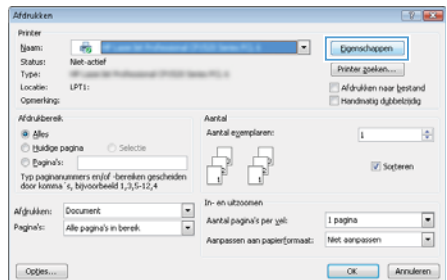 Afdrukken
Printer
Naam:
Eigenschappen
Status: Niet-actief
Type:
Printer zoeken...
Locatie: LPT1:
Afdrukken naar bestand
Opmerking:
Handmatig dubbelzijdig
Afdrukbereik
Aantal
Alles
Aantal exemplaren: 1
Huidige pagina Selectie
Pagina's:
Sorteren
Typ paginanummers en/of -bereiken gescheiden
door komma´s, bijvoorbeeld 1,3,5-12,4
In- en uitzoomen
Afdrukken: Document
Aantal pagina's per vel: 1 pagina
Pagina's: Alle pagina's in bereik.
Aanpassen aan papierformaat: Niet aanpassen
Opties... OK Annuleren